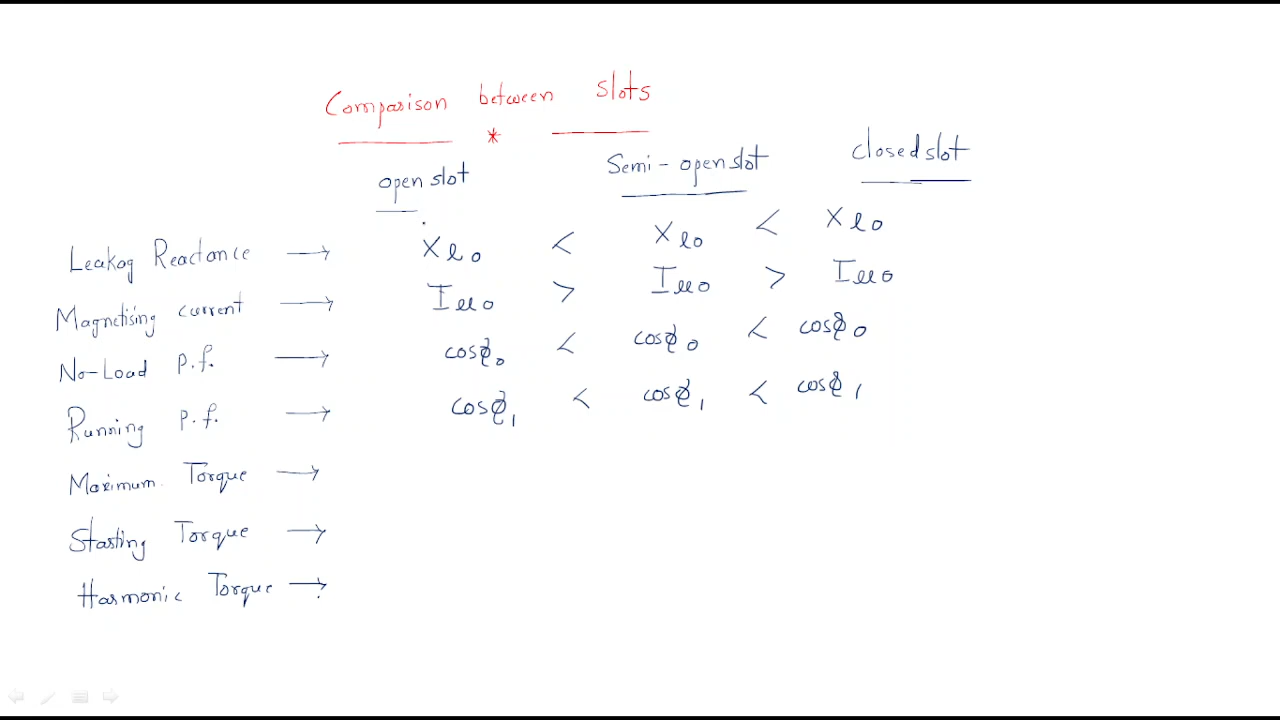 Comparison between slots
*
open slot Semi-open slot closed slot
Leakag Reactance → Xl0 < Xl0 < Xl0
Magnetising current → Iμ0 > Iμ0 > Iμ0
No-Load p.f. → cosφ0 < cosφ0 < cosφ0
Running p.f. → cosφ1 < cosφ1 < cosφ1
Maximum Torque →
Starting Torque →
Harmonic Torque →